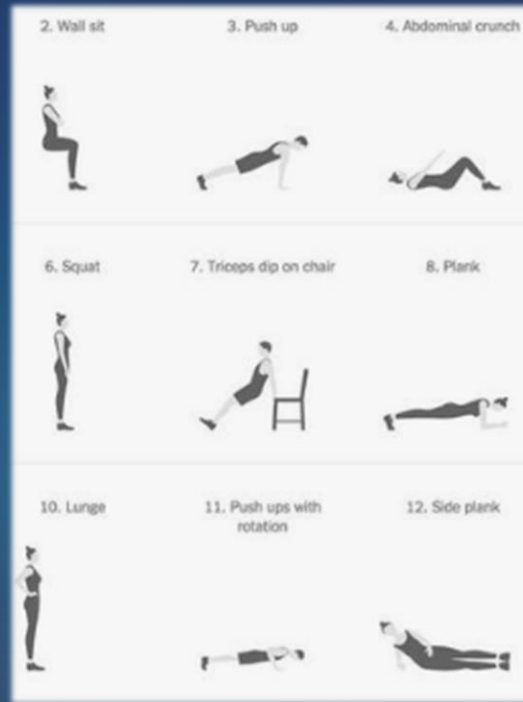 2. Wall sit
3. Push up
4. Abdominal crunch
6. Squat
7. Triceps dip on chair
8. Plank
10. Lunge
11. Push ups with
rotation
12. Side plank